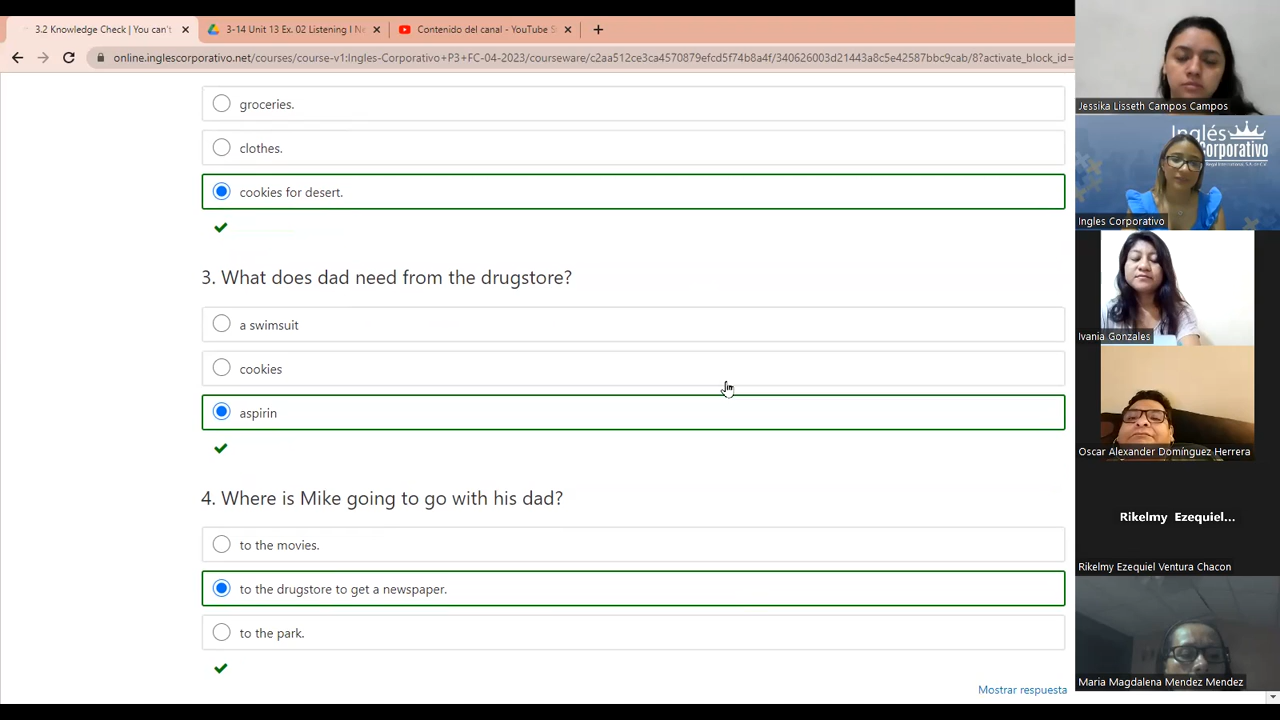 3.2 Knowledge Check | You can't
3-14 Unit 13 Ex. 02 Listening I Ne
Contenido del canal - YouTube S
online.inglescorporativo.net/courses/course-v1:Ingles-Corporativo+P3+FC-04-2023/courseware/c2aa512ce3ca4570879efcd5f74b8a4f/340626003d21443a8c5e42587bbc9cab/8?activate_block_id=
groceries.
clothes.
cookies for desert.
3. What does dad need from the drugstore?
a swimsuit
cookies
aspirin
4. Where is Mike going to go with his dad?
to the movies.
to the drugstore to get a newspaper.
to the park.
Mostrar respuesta
Jessika Lisseth Campos Campos
Inglés
Corporativo
Ingles Corporativo
Ivania Gonzales
Oscar Alexander Domínguez Herrera
Rikelmy Ezequiel...
Rikelmy Ezequiel Ventura Chacon
Maria Magdalena Mendez Mendez